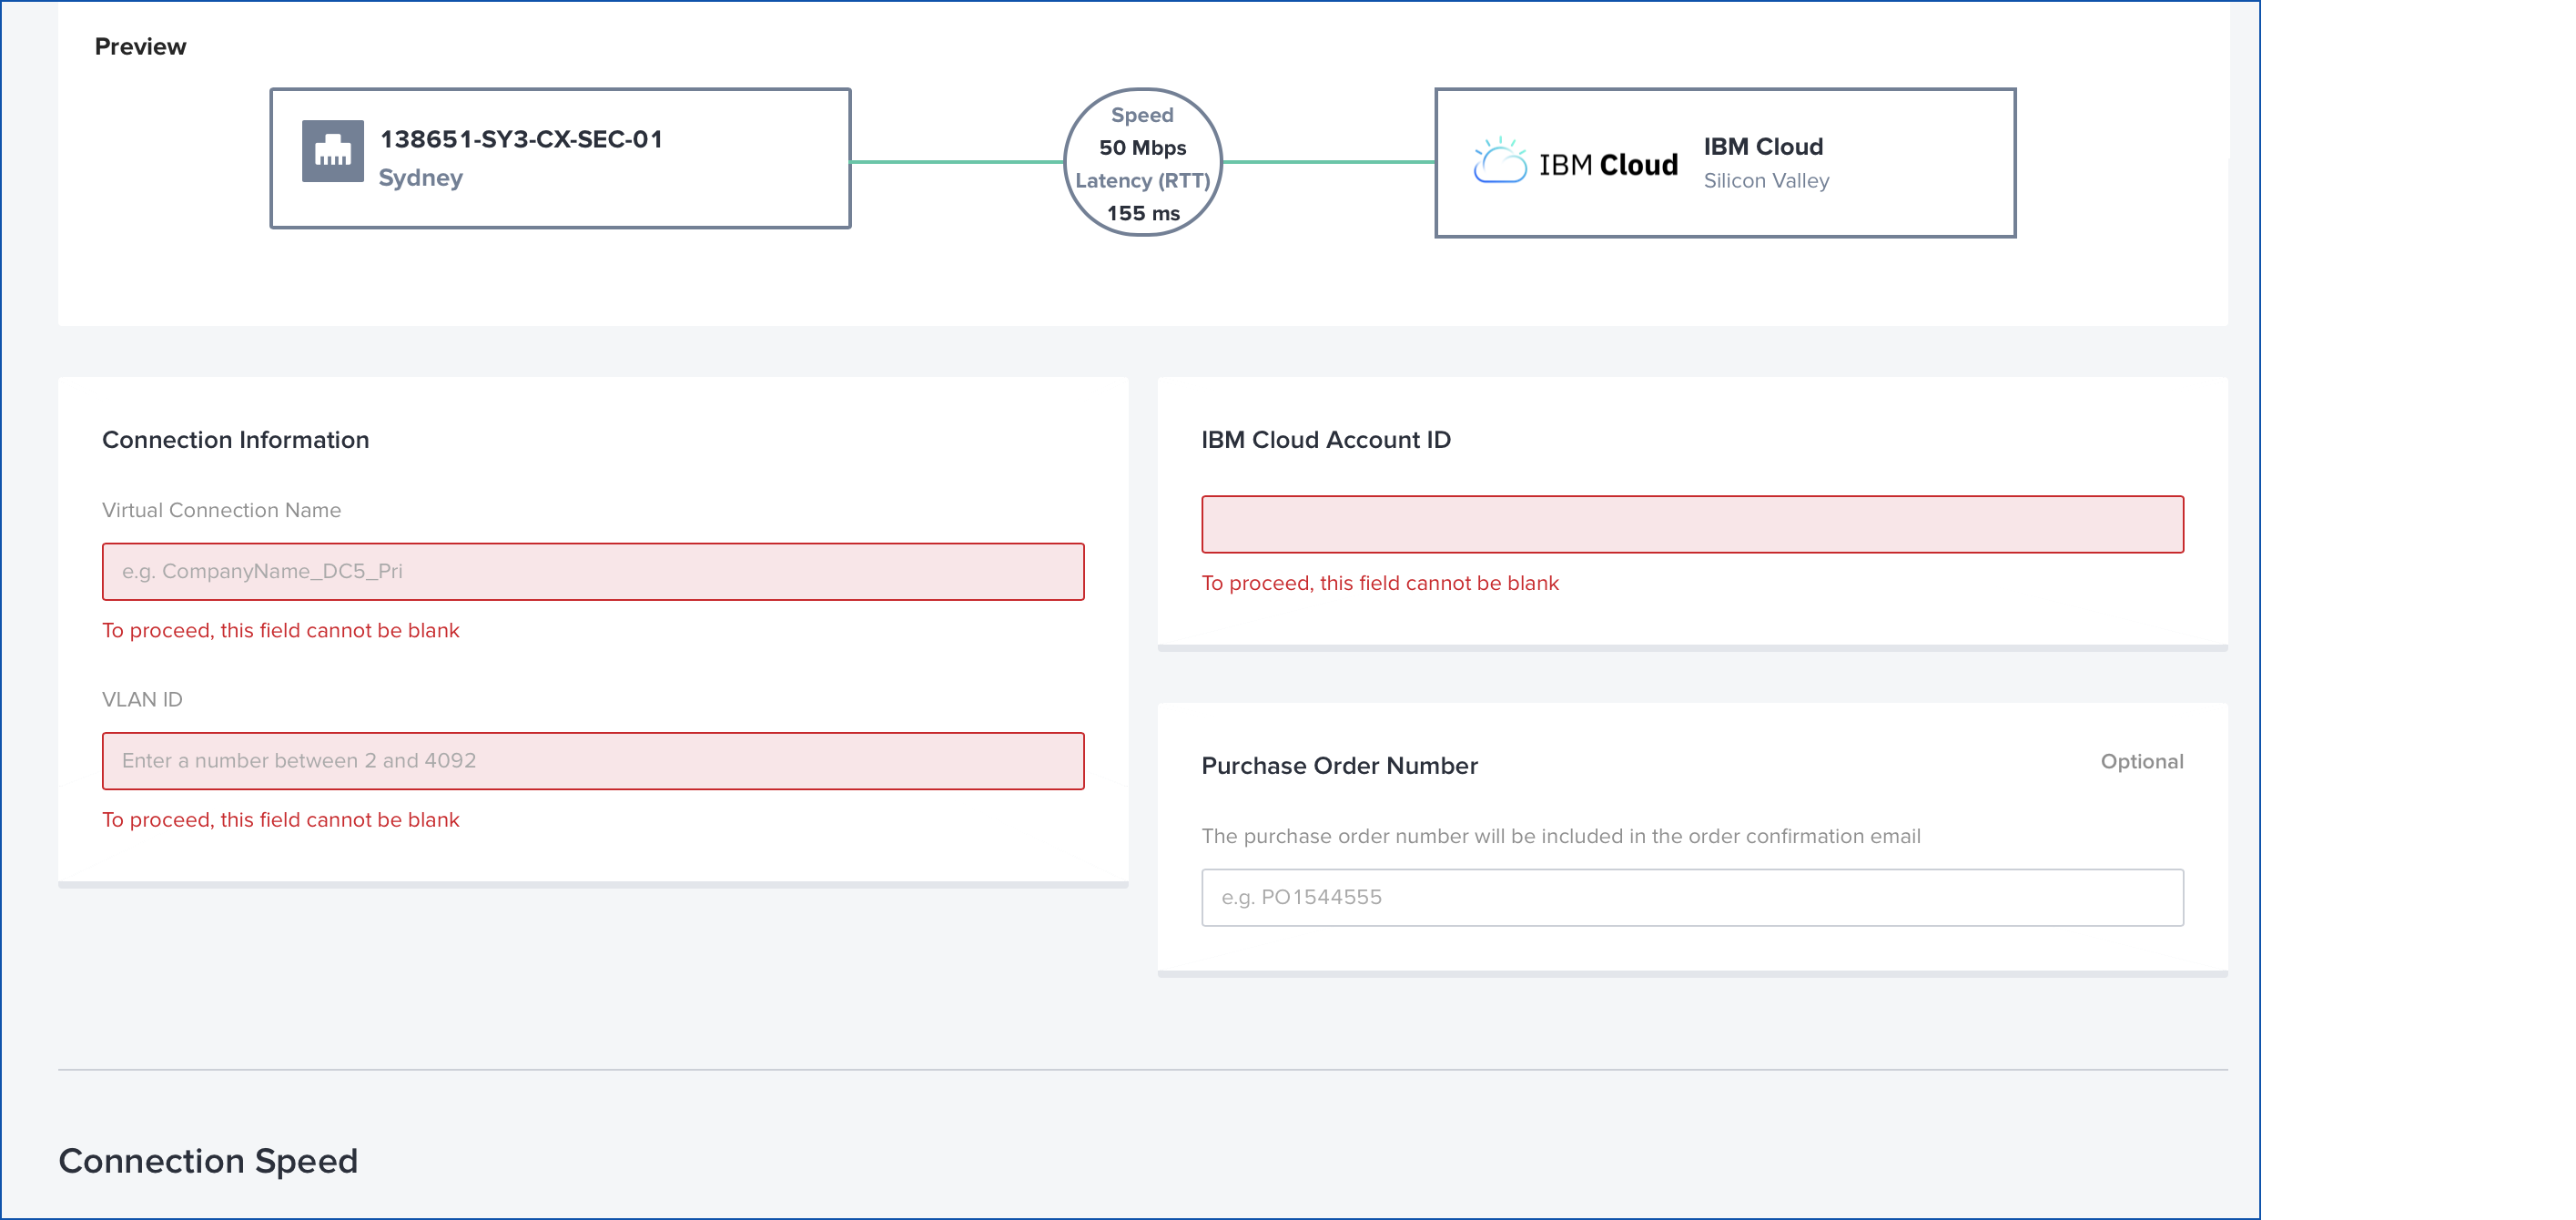 Preview
138651-SY3-CX-SEC-01
Sydney
Speed
50 Mbps
Latency (RTT)
155 ms
IBM Cloud
IBM Cloud
Silicon Valley
Connection Information
Virtual Connection Name
e.g. CompanyName_DC5_Pri
To proceed, this field cannot be blank
VLAN ID
Enter a number between 2 and 4092
To proceed, this field cannot be blank
IBM Cloud Account ID
To proceed, this field cannot be blank
Purchase Order Number
Optional
The purchase order number will be included in the order confirmation email
e.g. PO1544555
Connection Speed